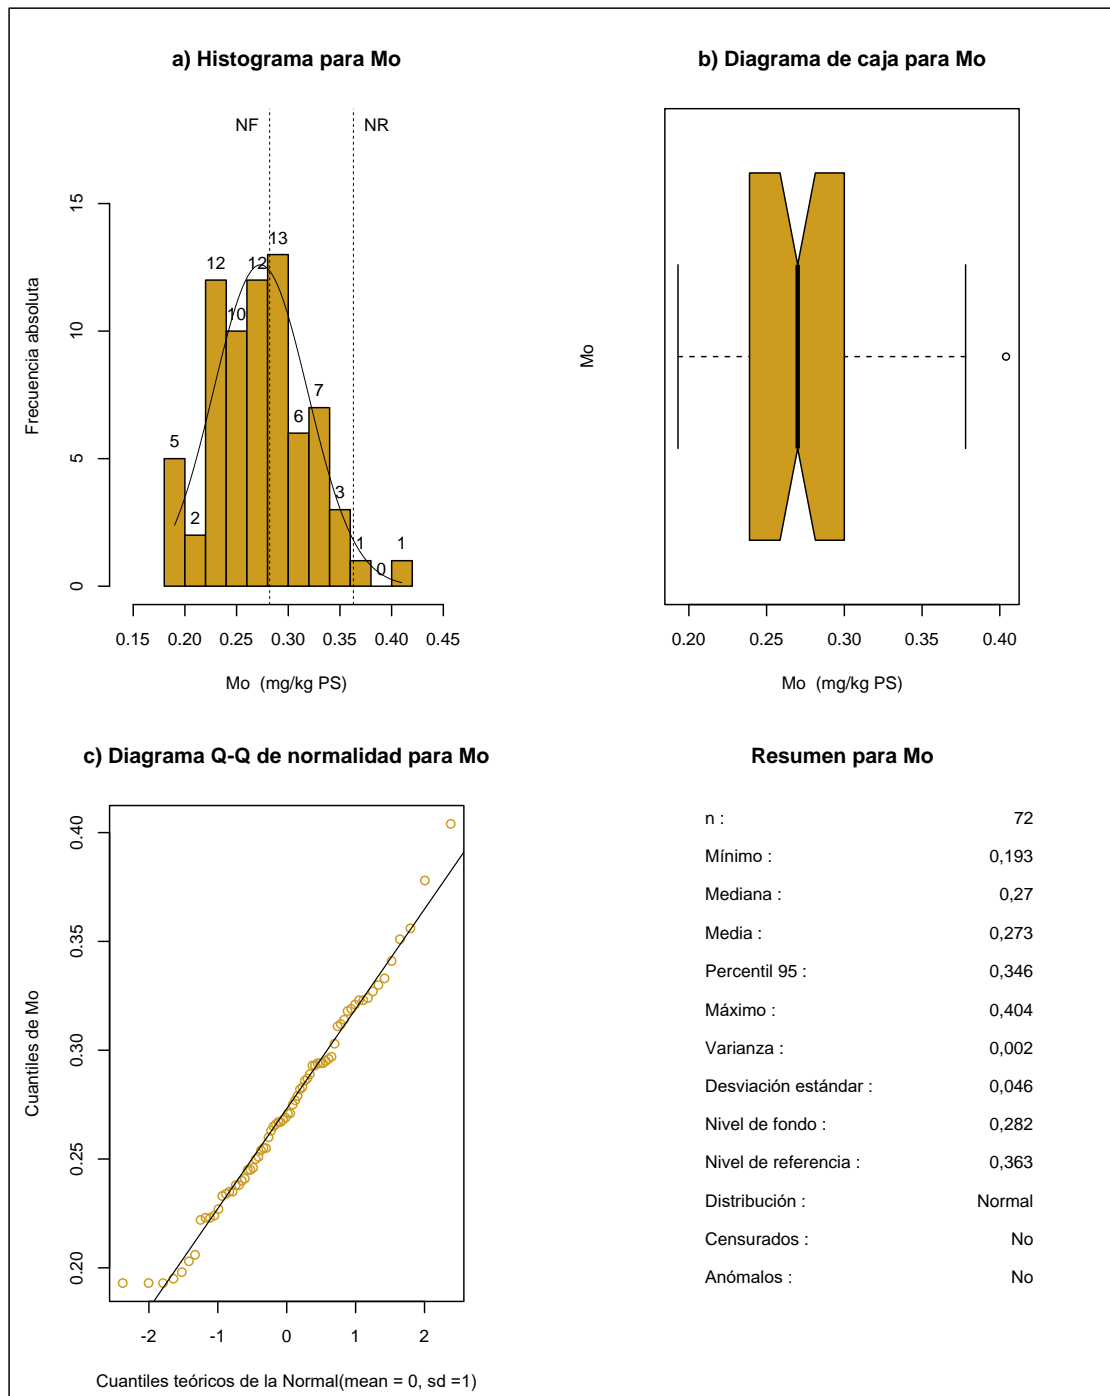 a) Histograma para Mo
NF
NR
Frecuencia absoluta
15
10
5
0
5
2
12
10
12
13
6
7
3
1
0
1
0.15 0.20 0.25 0.30 0.35 0.40 0.45
Mo (mg/kg PS)
b) Diagrama de caja para Mo
Mo
0.20 0.25 0.30 0.35 0.40
Mo (mg/kg PS)
c) Diagrama Q-Q de normalidad para Mo
Cuantiles de Mo
0.40
0.35
0.30
0.25
0.20
-2 -1 0 1 2
Cuantiles teóricos de la Normal(mean = 0, sd =1)
Resumen para Mo
n : 72
Mínimo : 0,193
Mediana : 0,27
Media : 0,273
Percentil 95 : 0,346
Máximo : 0,404
Varianza : 0,002
Desviación estándar : 0,046
Nivel de fondo : 0,282
Nivel de referencia : 0,363
Distribución : Normal
Censurados : No
Anómalos : No